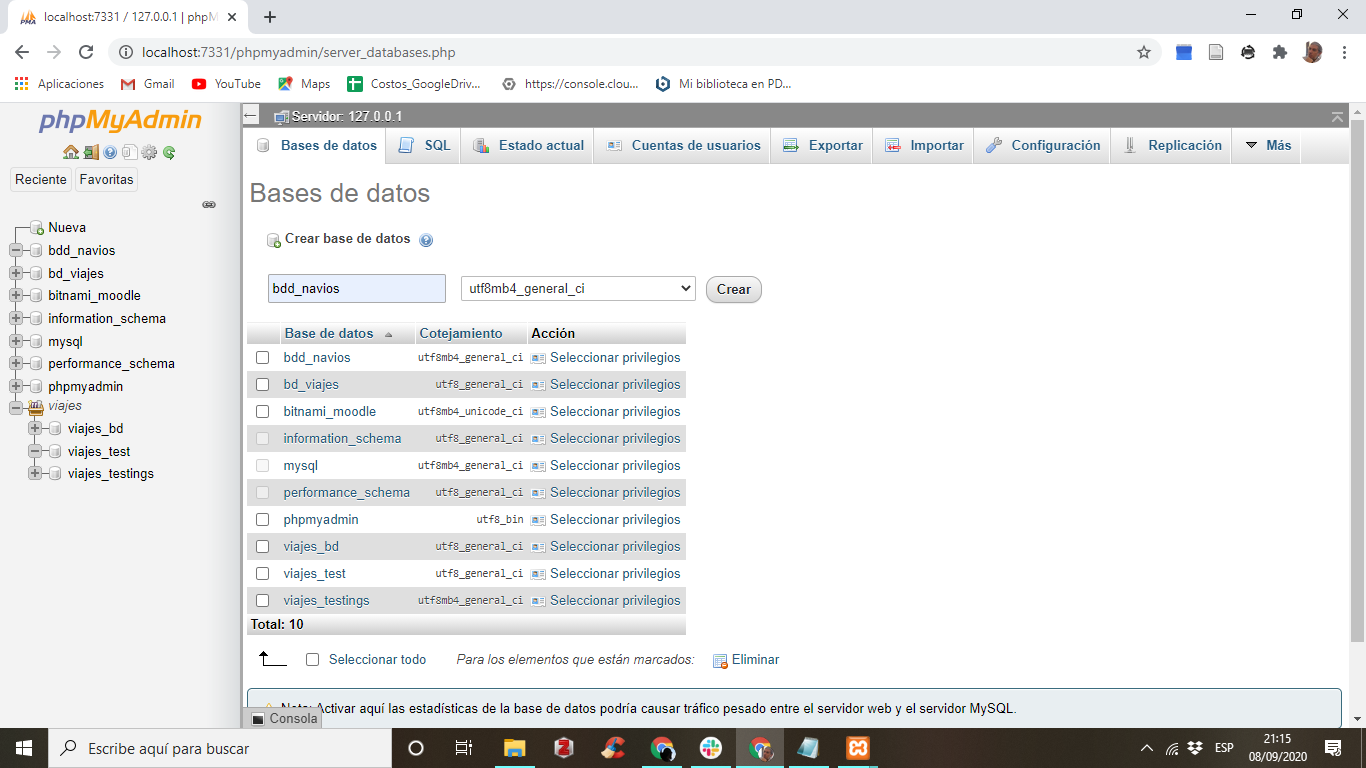 localhost:7331 / 127.0.0.1 | phpM
localhost:7331/phpmyadmin/server_databases.php
Aplicaciones Gmail YouTube Maps Costos_GoogleDriv... https://console.clou... Mi biblioteca en PD...
phpMyAdmin
Reciente Favoritas
Nueva
bdd_navios
bd_viajes
bitnami_moodle
information_schema
mysql
performance_schema
phpmyadmin
viajes
viajes_bd
viajes_test
viajes_testings
Servidor: 127.0.0.1
Bases de datos SQL Estado actual Cuentas de usuarios Exportar Importar Configuración Replicación Más
Bases de datos
Crear base de datos
bdd_navios utf8mb4_general_ci Crear
Base de datos Cotejamiento Acción
bdd_navios utf8mb4_general_ci Seleccionar privilegios
bd_viajes utf8_general_ci Seleccionar privilegios
bitnami_moodle utf8mb4_unicode_ci Seleccionar privilegios
information_schema utf8_general_ci Seleccionar privilegios
mysql utf8mb4_general_ci Seleccionar privilegios
performance_schema utf8_general_ci Seleccionar privilegios
phpmyadmin utf8_bin Seleccionar privilegios
viajes_bd utf8_general_ci Seleccionar privilegios
viajes_test utf8_general_ci Seleccionar privilegios
viajes_testings utf8mb4_general_ci Seleccionar privilegios
Total: 10
Seleccionar todo Para los elementos que están marcados: Eliminar
Nota: Activar aquí las estadísticas de la base de datos podría causar tráfico pesado entre el servidor web y el servidor MySQL.
Consola
Escribe aquí para buscar
ESP
21:15
08/09/2020